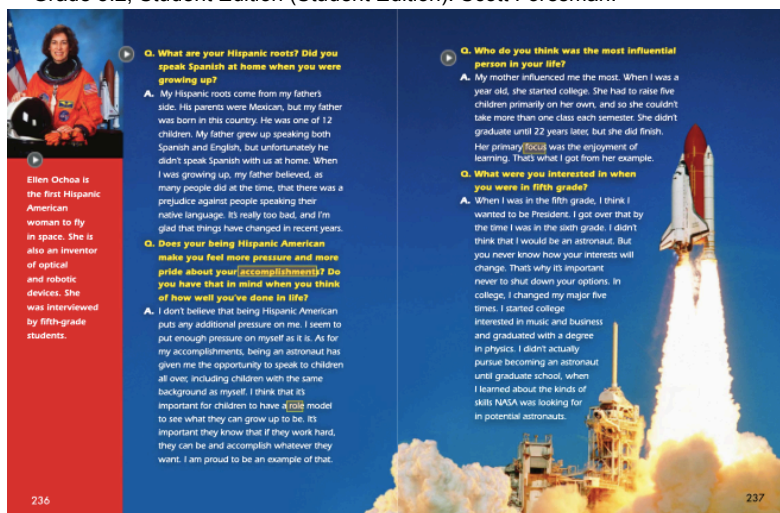 Grade 5.2, Student Edition (Student Edition). Scott Foresman.
Ellen Ochoa is
the first Hispanic
American
woman to fly
in space. She is
also an inventor
of optical
and robotic
devices. She
was interviewed
by fifth-grade
students.
236
Q. What are your Hispanic roots? Did you
speak Spanish at home when you were
growing up?
A. My Hispanic roots come from my father's
side. His parents were Mexican, but my father
was born in this country. He was one of 12
children. My father grew up speaking both
Spanish and English, but unfortunately he
didn't speak Spanish with us at home. When
I was growing up, my father believed, as
many people did at the time, that there was a
prejudice against people speaking their
native language. It's really too bad, and I'm
glad that things have changed in recent years.
Q. Does your being Hispanic American
make you feel more pressure and more
pride about your accomplishments? Do
you have that in mind when you think
of how well you've done in life?
A. I don't believe that being Hispanic American
puts any additional pressure on me. I seem to
put enough pressure on myself as it is. As for
my accomplishments, being an astronaut has
given me the opportunity to speak to children
all over, including children with the same
background as myself. I think that it's
important for children to have a role model
to see what they can grow up to be. It's
important they know that if they work hard,
they can be and accomplish whatever they
want. I am proud to be an example of that.
Q. Who do you think was the most influential
person in your life?
A. My mother influenced me the most. When I was a
year old, she started college. She had to raise five
children primarily on her own, and so she couldn't
take more than one class each semester. She didn't
graduate until 22 years later, but she did finish.
Her primary focus was the enjoyment of
learning. That's what I got from her example.
Q. What were you interested in when
you were in fifth grade?
A. When I was in the fifth grade, I think I
wanted to be President. I got over that by
the time I was in the sixth grade. I didn't
think that I would be an astronaut. But
you never know how your interests will
change. That's why it's important
never to shut down your options. In
college, I changed my major five
times. I started college
interested in music and business
and graduated with a degree
in physics. I didn't actually
pursue becoming an astronaut
until graduate school, when
I learned about the kinds of
skills NASA was looking for
in potential astronauts.
237